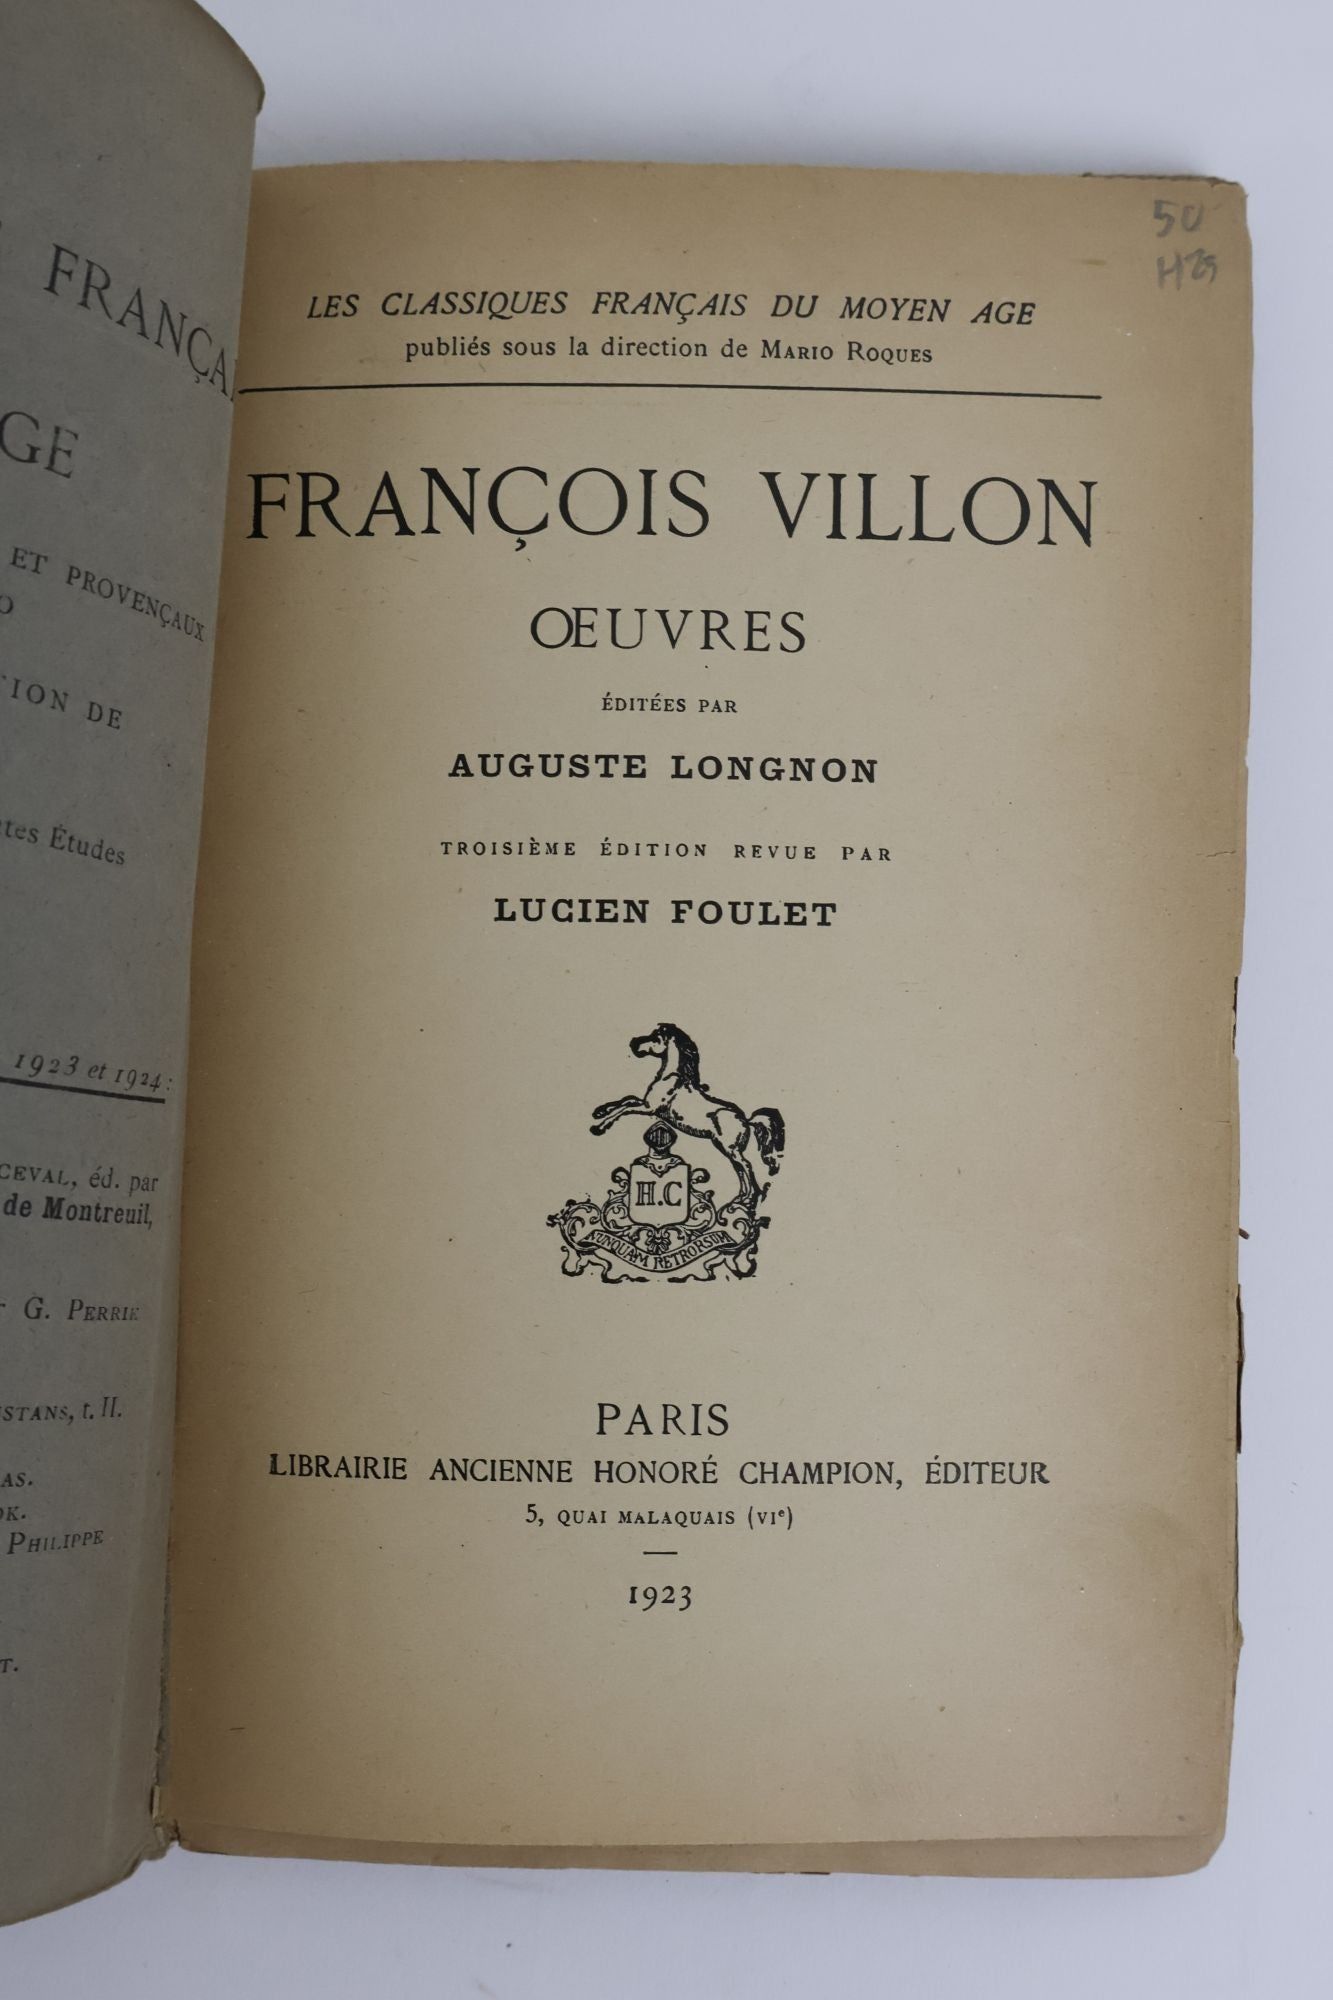 FRANÇAI
GE
ET PROVENÇAUX
TION DE
tes Études
1923 et 1924:
CEVAL, éd. par
de Montreuil,
G. PERRIE
STANS, t. II.
AS.
OK.
PHILIPPE
T.
50
LES CLASSIQUES FRANÇAIS DU MOYEN AGE
publiés sous la direction de MARIO ROQUES
FRANÇOIS VILLON
ŒUVRES
ÉDITÉES PAR
AUGUSTE LONGNON
TROISIÈME ÉDITION REVUE PAR
LUCIEN FOULET
H.C
NUNQUAM RETRORSUM
PARIS
LIBRAIRIE ANCIENNE HONORÉ CHAMPION, ÉDITEUR
5, QUAI MALAQUAIS (VIe)
1923